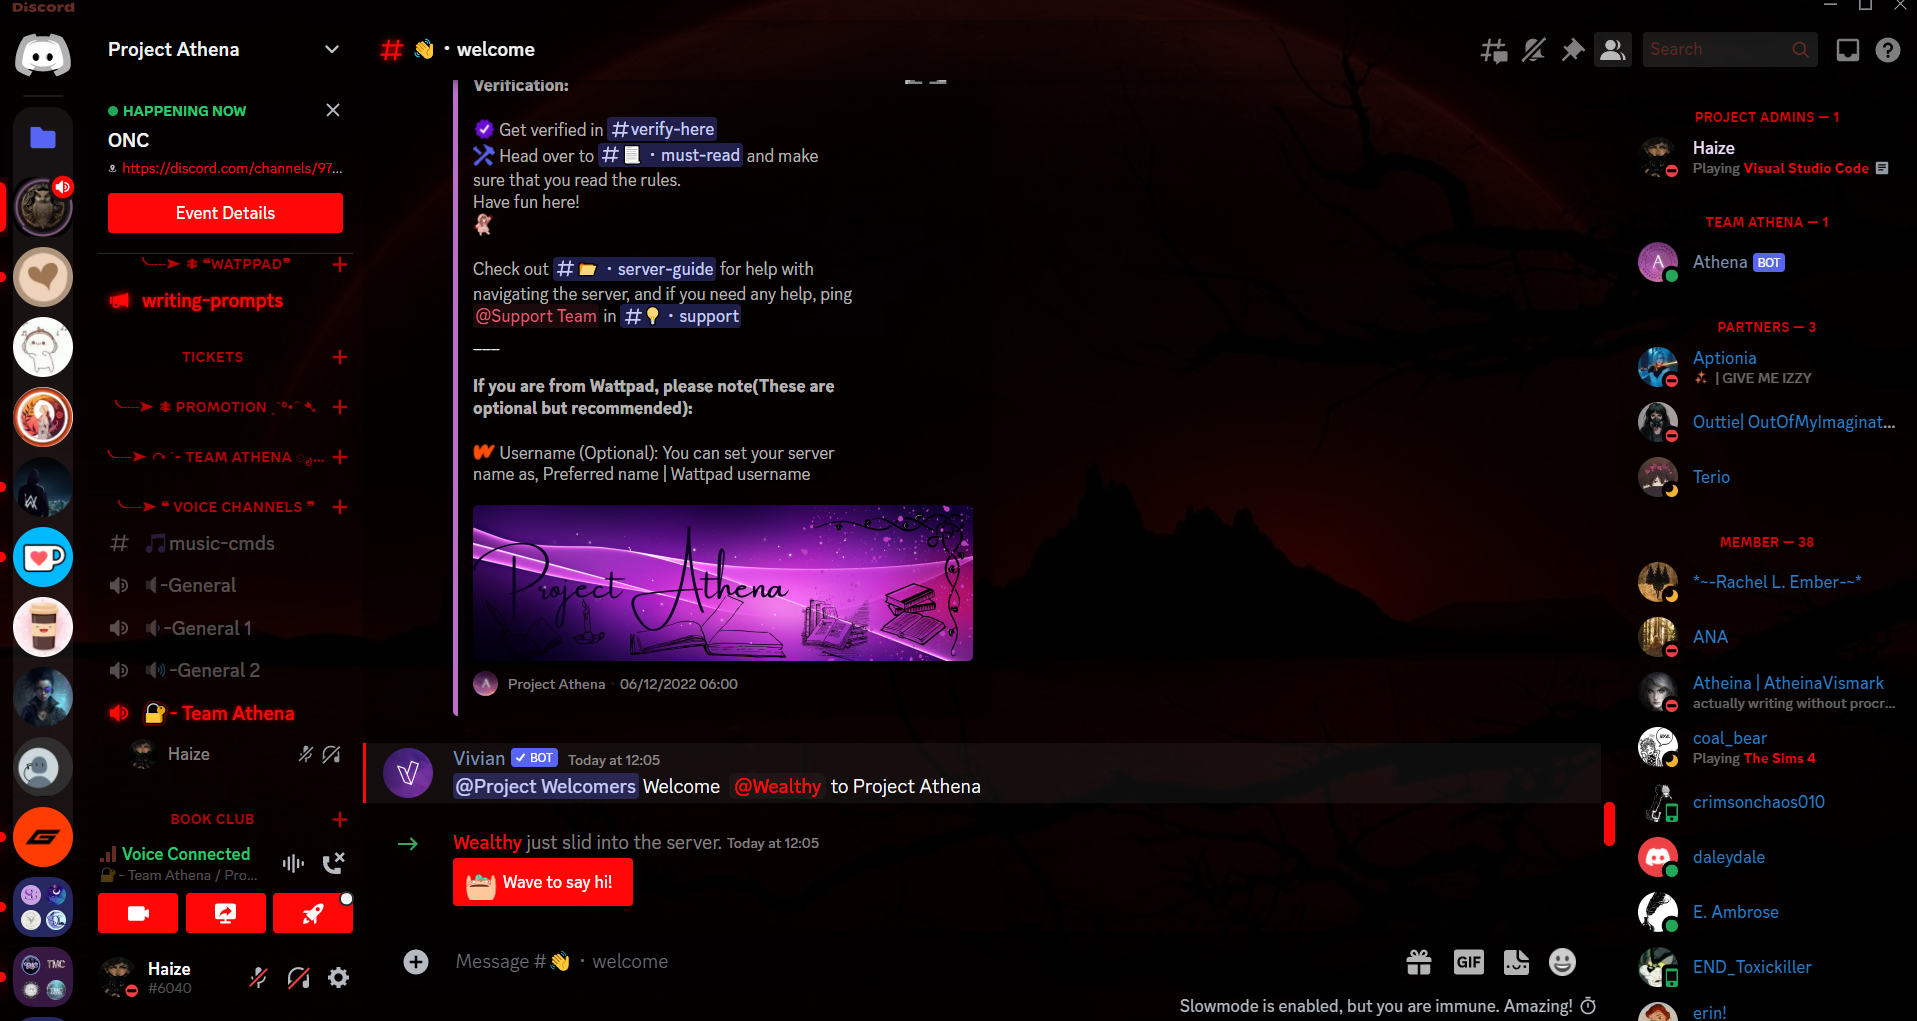 Discord
Project Athena
HAPPENING NOW
ONC
https://discord.com/channels/97...
Event Details
❝WATPPAD❞
writing-prompts
TICKETS
PROMOTION
TEAM ATHENA
❝ VOICE CHANNELS ❞
music-cmds
-General
-General 1
-General 2
- Team Athena
Haize
BOOK CLUB
Voice Connected
- Team Athena / Pro...
Haize
#6040
# 👋・welcome
Search
Verification:
Get verified in #verify-here
Head over to #📃・must-read and make
sure that you read the rules.
Have fun here!
Check out #📂・server-guide for help with
navigating the server, and if you need any help, ping
@Support Team in #💡・support
___
If you are from Wattpad, please note(These are
optional but recommended):
Username (Optional): You can set your server
name as, Preferred name | Wattpad username
Project Athena
A Project Athena · 06/12/2022 06:00
Vivian ✓ BOT Today at 12:05
@Project Welcomers Welcome @Wealthy to Project Athena
Wealthy just slid into the server. Today at 12:05
Wave to say hi!
Message #👋・welcome
GIF
Slowmode is enabled, but you are immune. Amazing!
PROJECT ADMINS — 1
Haize
Playing Visual Studio Code
TEAM ATHENA — 1
A
Athena BOT
PARTNERS — 3
Aptionia
| GIVE ME IZZY
Outtie| OutOfMyImaginat...
Terio
MEMBER — 38
*~-Rachel L. Ember-~*
ANA
Atheina | AtheinaVismark
actually writing without procr...
coal_bear
Playing The Sims 4
crimsonchaos010
daleydale
E. Ambrose
END_Toxickiller
erin!